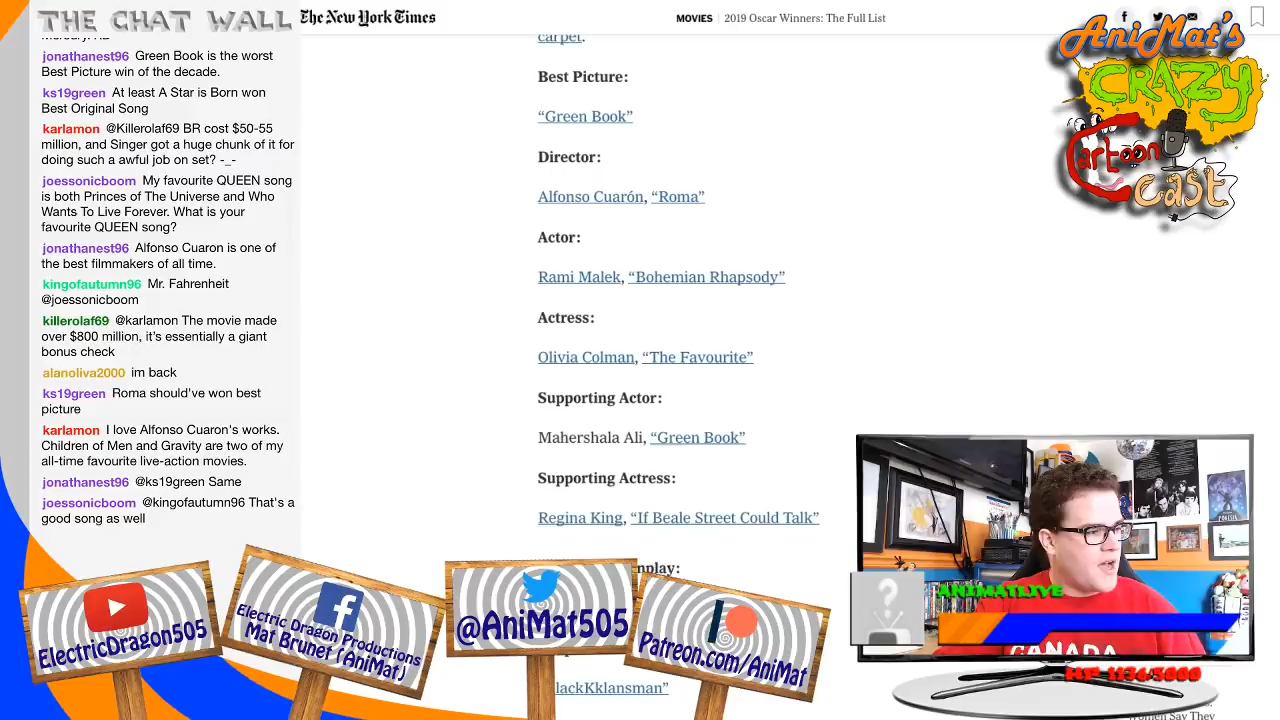 THE CHAT WALL
jonathanest96 Green Book is the worst
Best Picture win of the decade.
ks19green At least A Star is Born won
Best Original Song
karlamon @Killerolaf69 BR cost $50-55
million, and Singer got a huge chunk of it for
doing such a awful job on set? -_-
joessonicboom My favourite QUEEN song
is both Princes of The Universe and Who
Wants To Live Forever. What is your
favourite QUEEN song?
jonathanest96 Alfonso Cuaron is one of
the best filmmakers of all time.
kingofautumn96 Mr. Fahrenheit
@joessonicboom
killerolaf69 @karlamon The movie made
over $800 million, it's essentially a giant
bonus check
alanoliva2000 im back
ks19green Roma should've won best
picture
karlamon I love Alfonso Cuaron's works.
Children of Men and Gravity are two of my
all-time favourite live-action movies.
jonathanest96 @ks19green Same
joessonicboom @kingofautumn96 That's a
good song as well
The New York Times
MOVIES | 2019 Oscar Winners: The Full List
carpet.
Best Picture:
“Green Book”
Director:
Alfonso Cuarón, “Roma”
Actor:
Rami Malek, “Bohemian Rhapsody”
Actress:
Olivia Colman, “The Favourite”
Supporting Actor:
Mahershala Ali, “Green Book”
Supporting Actress:
Regina King, “If Beale Street Could Talk”
nplay:
lacKkklansman”
AniMat's
CRAZY
Cartoon
Cast
ElectricDragon505
Electric Dragon Productions
Mat Brunet (AniMat)
@AniMat505
Patreon.com/AniMat
ANIMATLIVE
CANADA
Women Say They